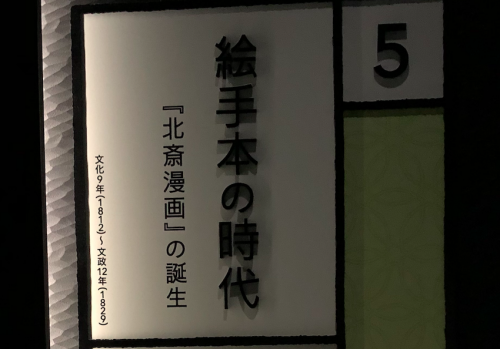 5
絵手本の時代
『北斎漫画』の誕生
文化9年(1812)〜文政12年(1829)